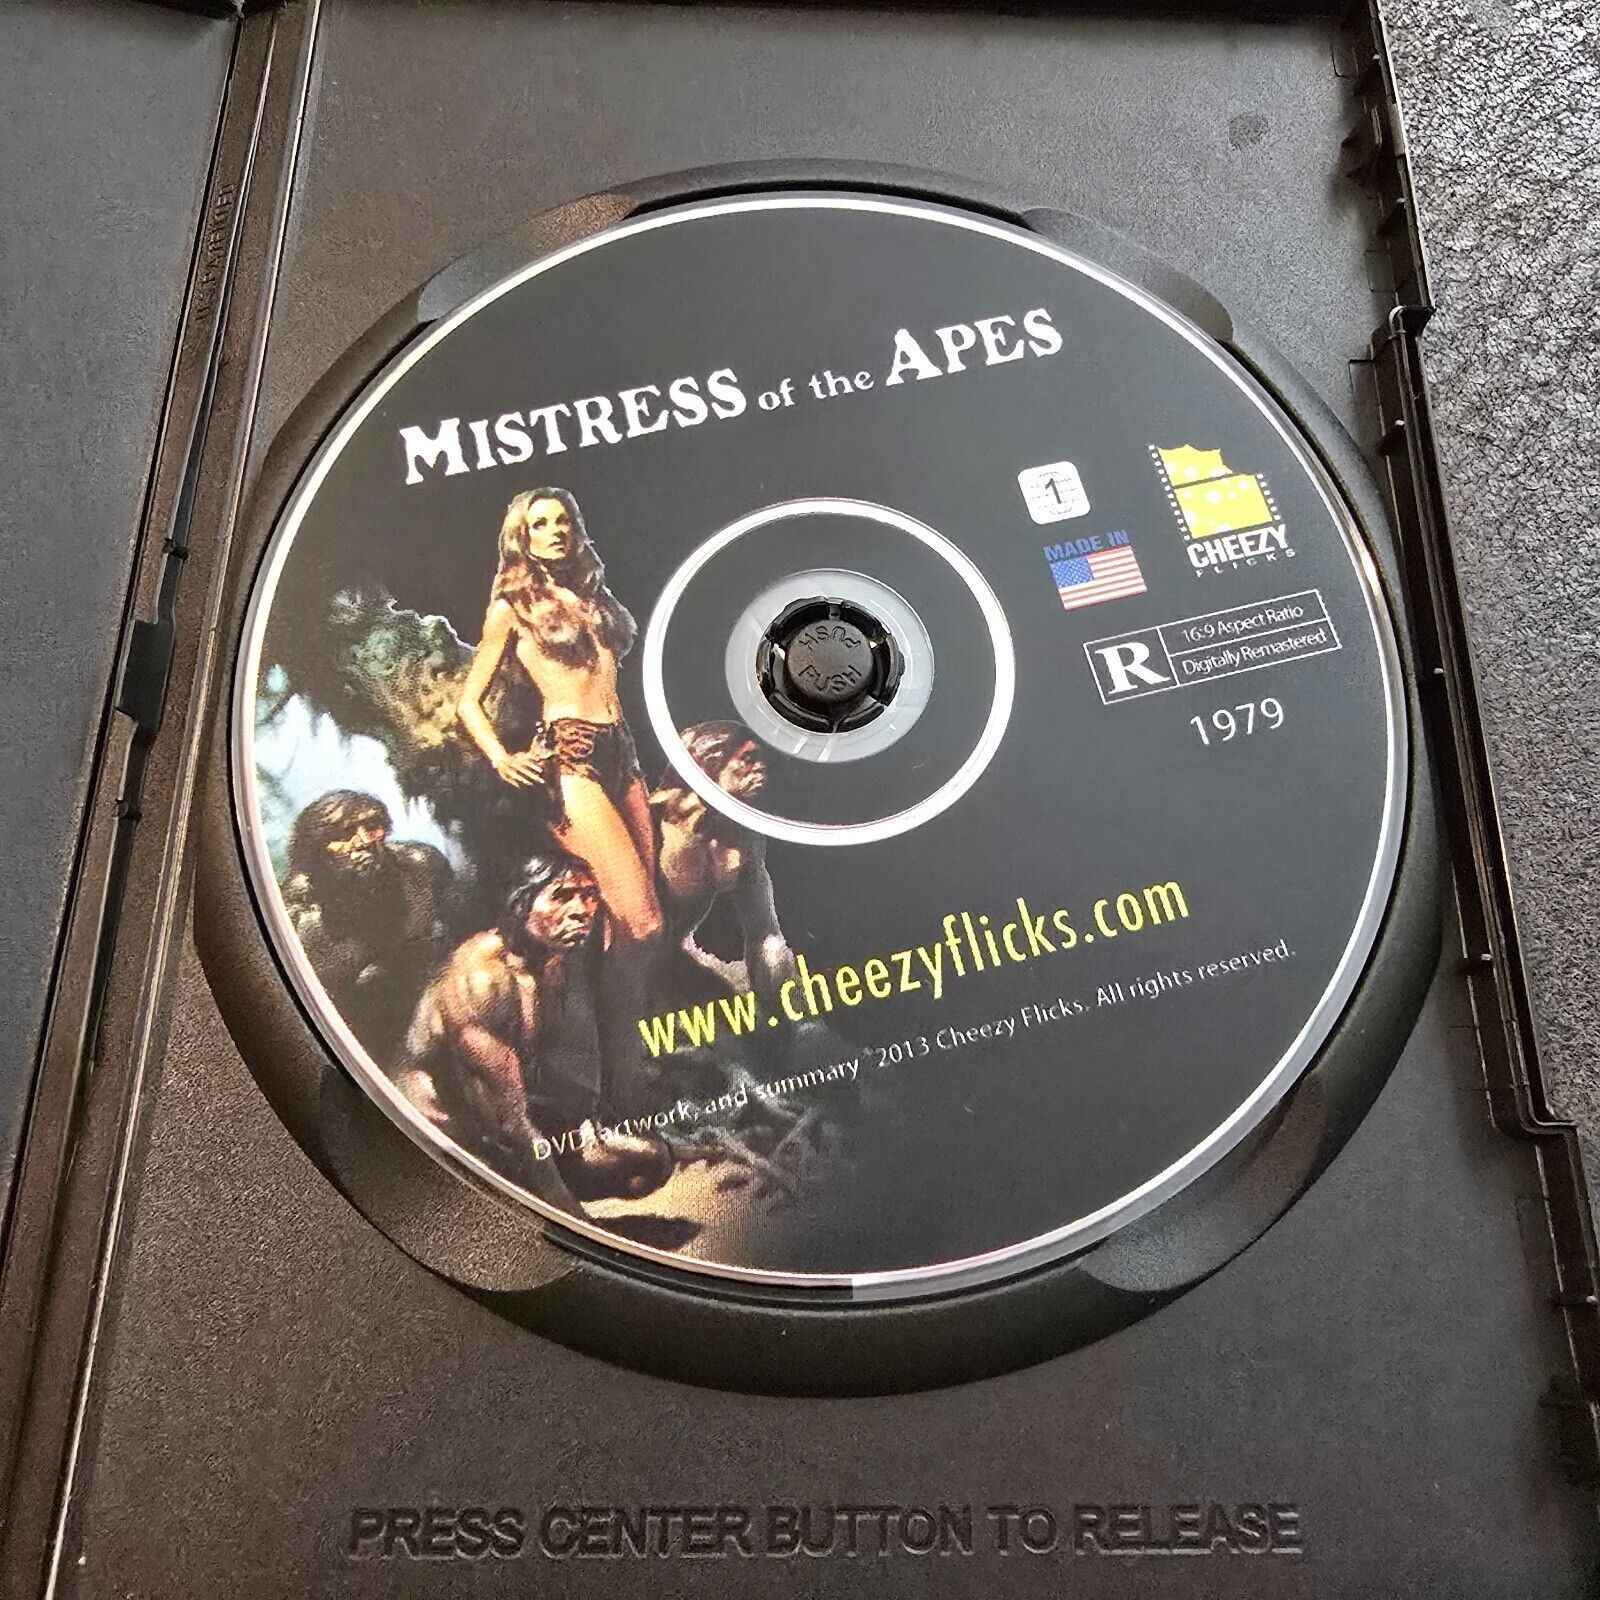 MISTRESS of the APES
1
MADE IN
CHEEZY
FLICKS
R
16:9 Aspect Ratio
Digitally Remastered
1979
PUSH
PUSH
www.cheezyflicks.com
DVD, artwork, and summary ©2013 Cheezy Flicks. All rights reserved.
PRESS CENTER BUTTON TO RELEASE